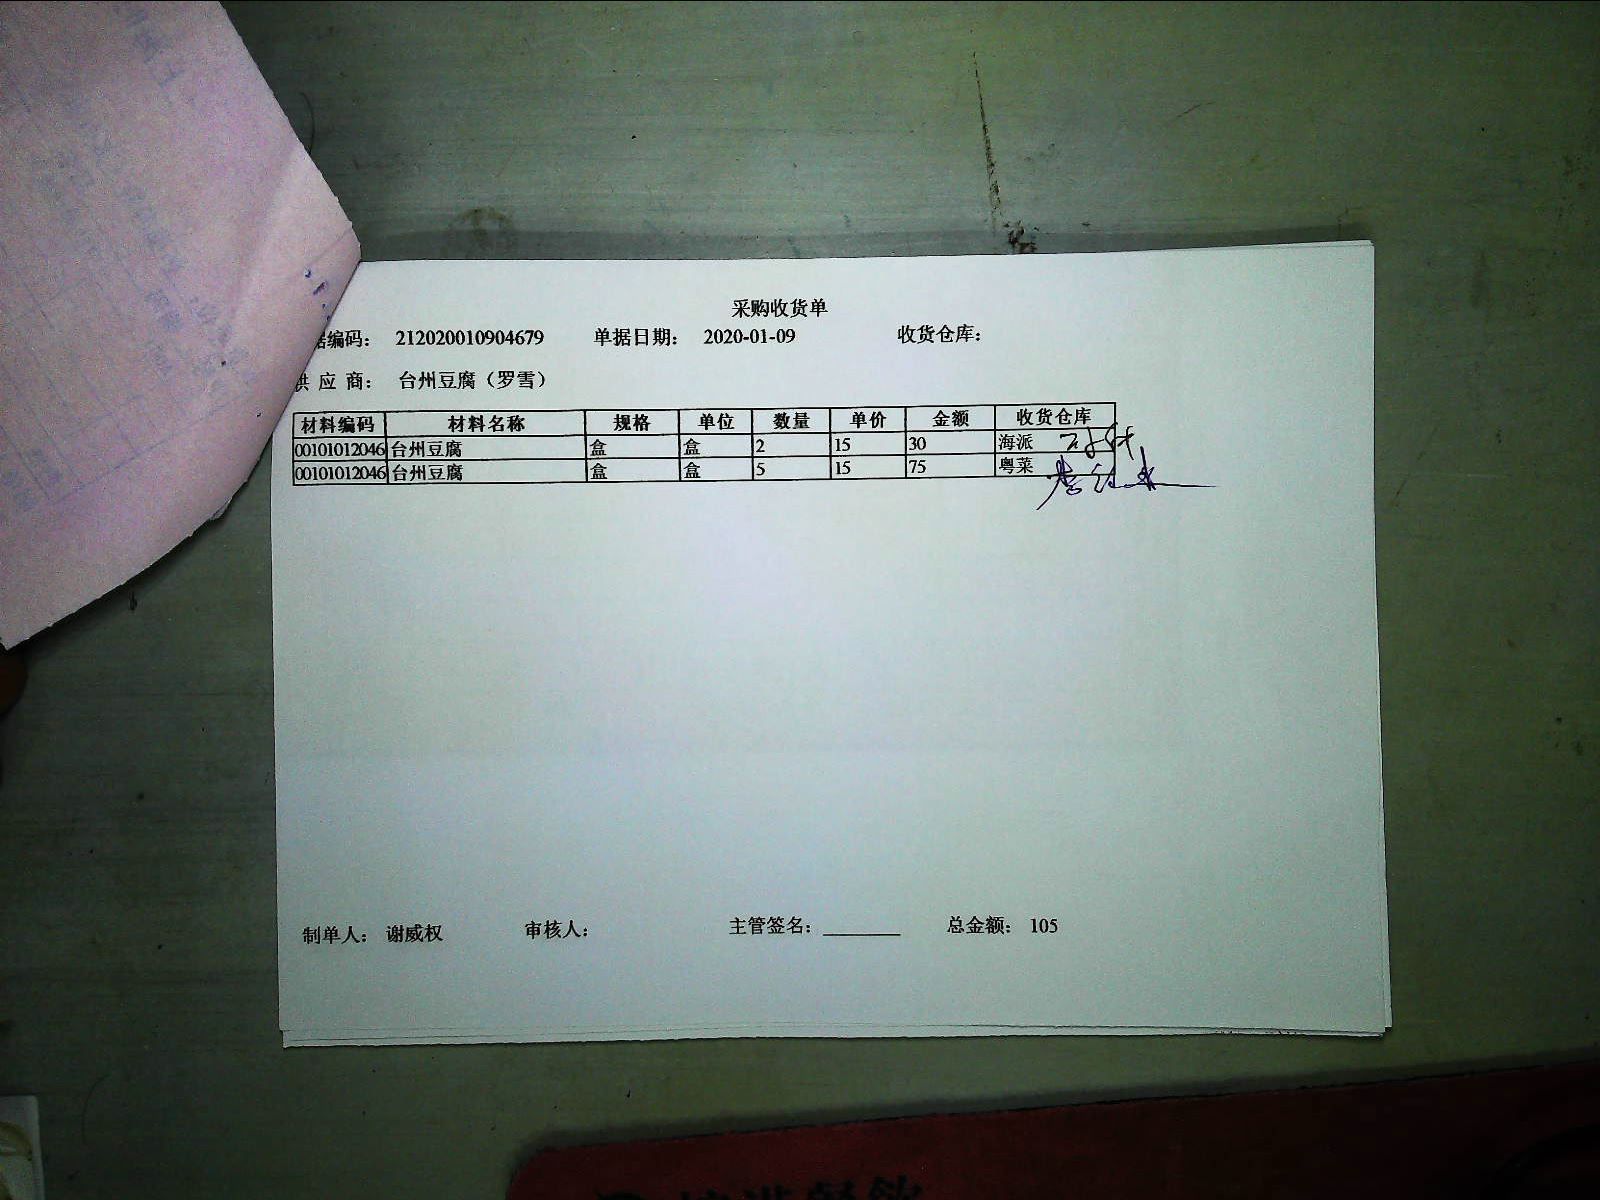 采购收货单
据编码： 212020010904679 单据日期： 2020-01-09 收货仓库：
供应商： 台州豆腐（罗雪）
材料编码 材料名称 规格 单位 数量 单价 金额 收货仓库
00101012046 台州豆腐 盒 盒 2 15 30 海派
00101012046 台州豆腐 盒 盒 5 15 75 粤菜
制单人： 谢威权 审核人： 主管签名： ________ 总金额： 105